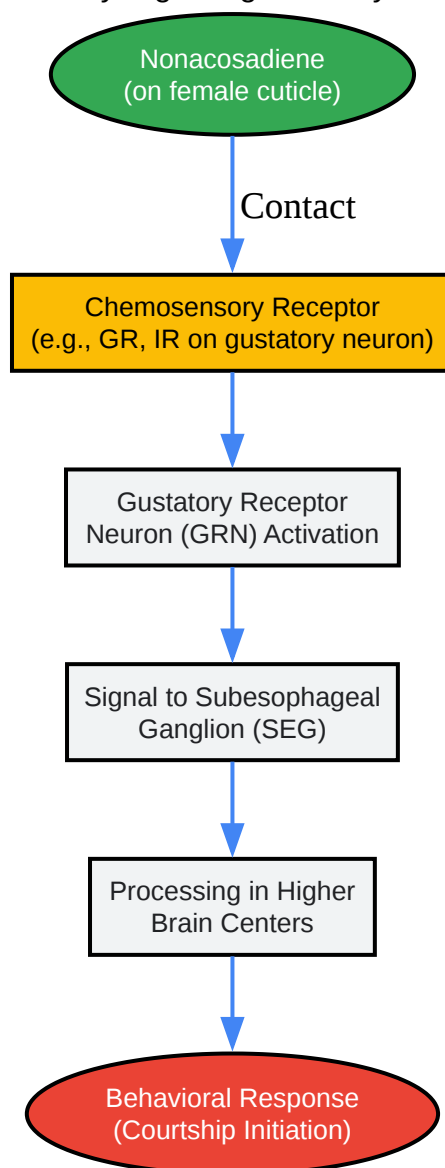 Nonacosadiene
(on female cuticle)
Contact
Chemosensory Receptor
(e.g., GR, IR on gustatory neuron)
Gustatory Receptor
Neuron (GRN) Activation
Signal to Subesophageal
Ganglion (SEG)
Processing in Higher
Brain Centers
Behavioral Response
(Courtship Initiation)